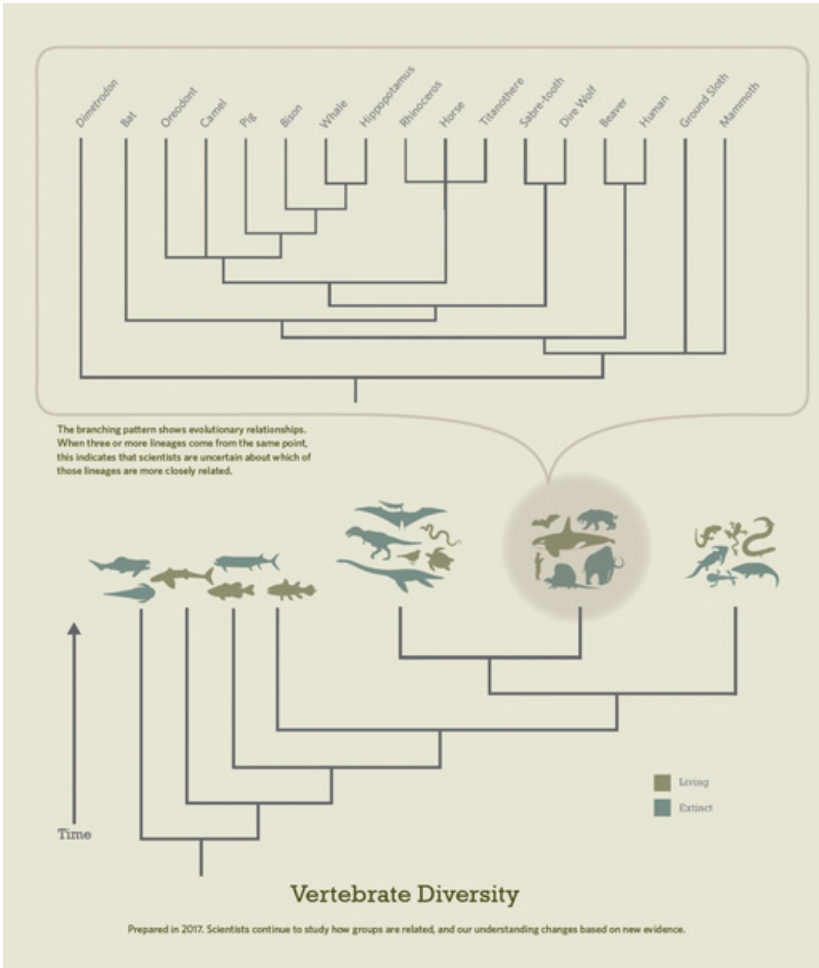 Dimetrodon
Bat
Oreodont
Camel
Pig
Bison
Whale
Hippopotamus
Rhinoceros
Horse
Titanothere
Sabre-tooth
Dire Wolf
Beaver
Human
Ground Sloth
Mammoth
The branching pattern shows evolutionary relationships.
When three or more lineages come from the same point,
this indicates that scientists are uncertain about which of
those lineages are more closely related.
Living
Extinct
Time
Vertebrate Diversity
Prepared in 2017. Scientists continue to study how groups are related, and our understanding changes based on new evidence.